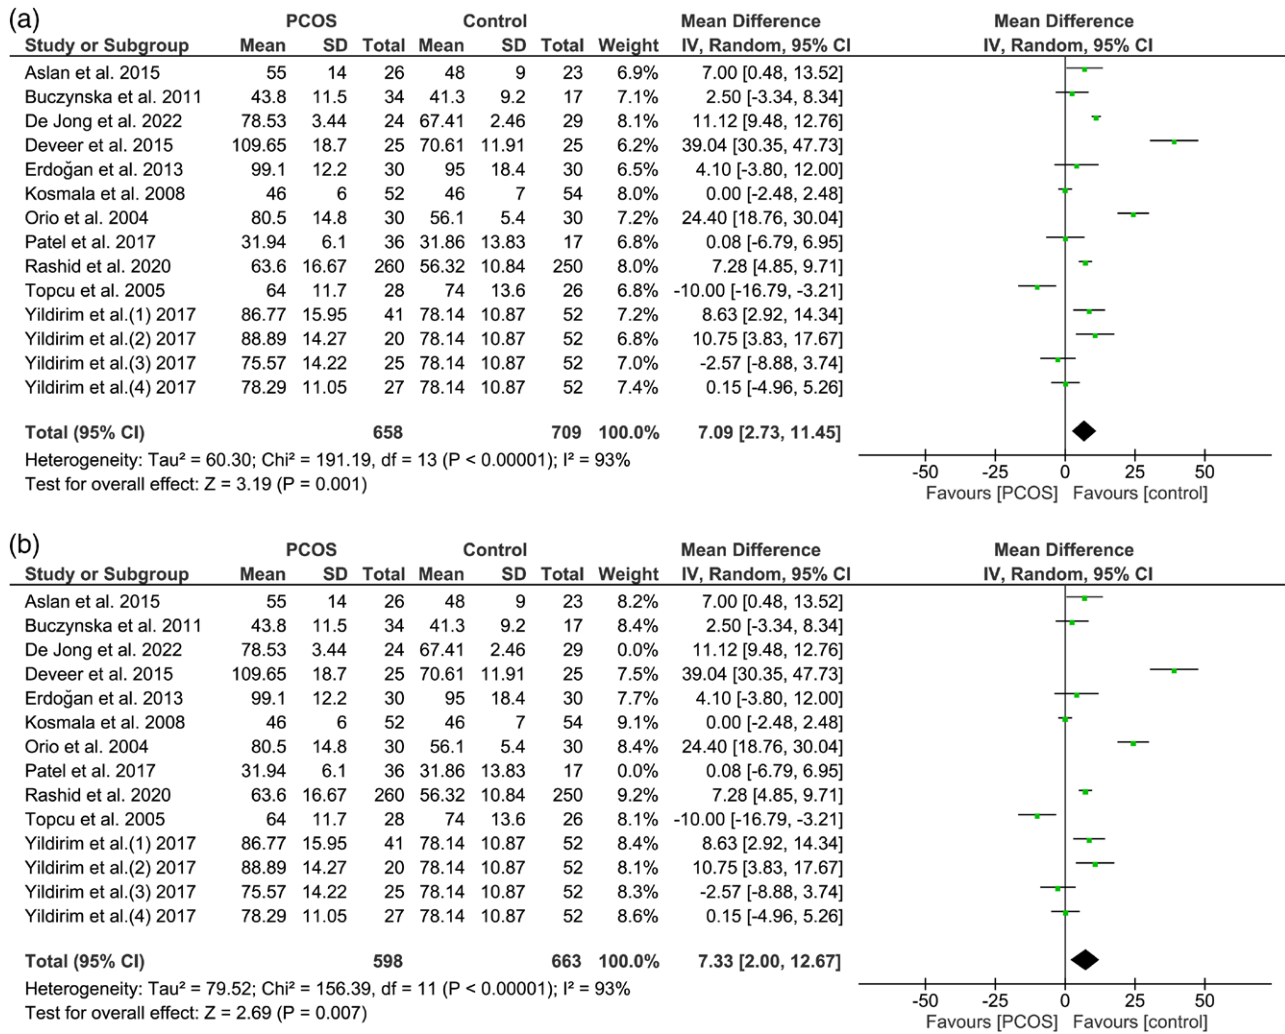 (a) PCOS Control Mean Difference Mean Difference
Study or Subgroup Mean SD Total Mean SD Total Weight IV, Random, 95% CI IV, Random, 95% CI
Aslan et al. 2015 55 14 26 48 9 23 6.9% 7.00 [0.48, 13.52]
Buczynska et al. 2011 43.8 11.5 34 41.3 9.2 17 7.1% 2.50 [-3.34, 8.34]
De Jong et al. 2022 78.53 3.44 24 67.41 2.46 29 8.1% 11.12 [9.48, 12.76]
Deveer et al. 2015 109.65 18.7 25 70.61 11.91 25 6.2% 39.04 [30.35, 47.73]
Erdoğan et al. 2013 99.1 12.2 30 95 18.4 30 6.5% 4.10 [-3.80, 12.00]
Kosmala et al. 2008 46 6 52 46 7 54 8.0% 0.00 [-2.48, 2.48]
Orio et al. 2004 80.5 14.8 30 56.1 5.4 30 7.2% 24.40 [18.76, 30.04]
Patel et al. 2017 31.94 6.1 36 31.86 13.83 17 6.8% 0.08 [-6.79, 6.95]
Rashid et al. 2020 63.6 16.67 260 56.32 10.84 250 8.0% 7.28 [4.85, 9.71]
Topcu et al. 2005 64 11.7 28 74 13.6 26 6.8% -10.00 [-16.79, -3.21]
Yildirim et al.(1) 2017 86.77 15.95 41 78.14 10.87 52 7.2% 8.63 [2.92, 14.34]
Yildirim et al.(2) 2017 88.89 14.27 20 78.14 10.87 52 6.8% 10.75 [3.83, 17.67]
Yildirim et al.(3) 2017 75.57 14.22 25 78.14 10.87 52 7.0% -2.57 [-8.88, 3.74]
Yildirim et al.(4) 2017 78.29 11.05 27 78.14 10.87 52 7.4% 0.15 [-4.96, 5.26]
Total (95% CI) 658 709 100.0% 7.09 [2.73, 11.45]
Heterogeneity: Tau² = 60.30; Chi² = 191.19, df = 13 (P < 0.00001); I² = 93%
Test for overall effect: Z = 3.19 (P = 0.001)
-50 -25 0 25 50
Favours [PCOS] Favours [control]
(b) PCOS Control Mean Difference Mean Difference
Study or Subgroup Mean SD Total Mean SD Total Weight IV, Random, 95% CI IV, Random, 95% CI
Aslan et al. 2015 55 14 26 48 9 23 8.2% 7.00 [0.48, 13.52]
Buczynska et al. 2011 43.8 11.5 34 41.3 9.2 17 8.4% 2.50 [-3.34, 8.34]
De Jong et al. 2022 78.53 3.44 24 67.41 2.46 29 0.0% 11.12 [9.48, 12.76]
Deveer et al. 2015 109.65 18.7 25 70.61 11.91 25 7.5% 39.04 [30.35, 47.73]
Erdoğan et al. 2013 99.1 12.2 30 95 18.4 30 7.7% 4.10 [-3.80, 12.00]
Kosmala et al. 2008 46 6 52 46 7 54 9.1% 0.00 [-2.48, 2.48]
Orio et al. 2004 80.5 14.8 30 56.1 5.4 30 8.4% 24.40 [18.76, 30.04]
Patel et al. 2017 31.94 6.1 36 31.86 13.83 17 0.0% 0.08 [-6.79, 6.95]
Rashid et al. 2020 63.6 16.67 260 56.32 10.84 250 9.2% 7.28 [4.85, 9.71]
Topcu et al. 2005 64 11.7 28 74 13.6 26 8.1% -10.00 [-16.79, -3.21]
Yildirim et al.(1) 2017 86.77 15.95 41 78.14 10.87 52 8.4% 8.63 [2.92, 14.34]
Yildirim et al.(2) 2017 88.89 14.27 20 78.14 10.87 52 8.1% 10.75 [3.83, 17.67]
Yildirim et al.(3) 2017 75.57 14.22 25 78.14 10.87 52 8.3% -2.57 [-8.88, 3.74]
Yildirim et al.(4) 2017 78.29 11.05 27 78.14 10.87 52 8.6% 0.15 [-4.96, 5.26]
Total (95% CI) 598 663 100.0% 7.33 [2.00, 12.67]
Heterogeneity: Tau² = 79.52; Chi² = 156.39, df = 11 (P < 0.00001); I² = 93%
Test for overall effect: Z = 2.69 (P = 0.007)
-50 -25 0 25 50
Favours [PCOS] Favours [control]